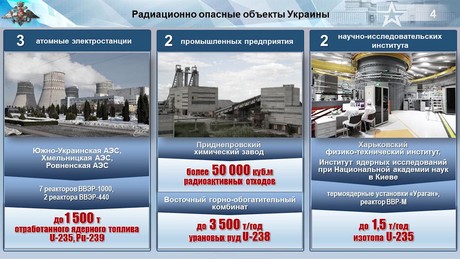 Радиационно опасные объекты Украины
4
3 атомные электростанции
Южно-Украинская АЭС,
Хмельницкая АЭС,
Ровненская АЭС
7 реакторов ВВЭР-1000,
2 реактора ВВЭР-440
до 1 500 т
отработанного ядерного топлива
U-235, Pu-239
2 промышленных предприятия
Приднепровский
химический завод
более 50 000 куб.м
радиоактивных отходов
Восточный горно-обогатительный
комбинат
до 3 500 т/год
урановых руд U-238
2 научно-исследовательских
института
Харьковский
физико-технический институт,
Институт ядерных исследований
при Национальной академии наук
в Киеве
термоядерные установки «Ураган»,
реактор ВВР-М
до 1,5 т/год
изотопа U-235